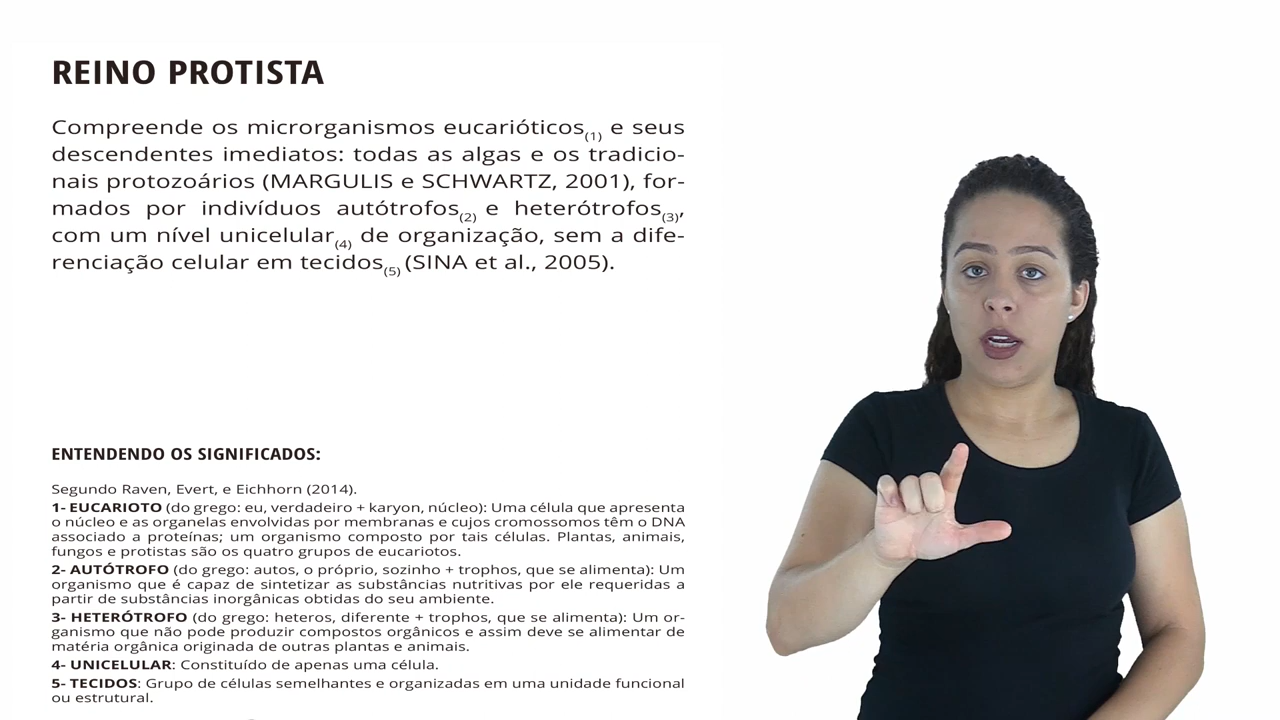 REINO PROTISTA
Compreende os microrganismos eucarióticos(1) e seus
descendentes imediatos: todas as algas e os tradicio-
nais protozoários (MARGULIS e SCHWARTZ, 2001), for-
mados por indivíduos autótrofos(2) e heterótrofos(3),
com um nível unicelular(4) de organização, sem a dife-
renciação celular em tecidos(5) (SINA et al., 2005).
ENTENDENDO OS SIGNIFICADOS:
Segundo Raven, Evert, e Eichhorn (2014).
1- EUCARIOTO (do grego: eu, verdadeiro + karyon, núcleo): Uma célula que apresenta
o núcleo e as organelas envolvidas por membranas e cujos cromossomos têm o DNA
associado a proteínas; um organismo composto por tais células. Plantas, animais,
fungos e protistas são os quatro grupos de eucariotos.
2- AUTÓTROFO (do grego: autos, o próprio, sozinho + trophos, que se alimenta): Um
organismo que é capaz de sintetizar as substâncias nutritivas por ele requeridas a
partir de substâncias inorgânicas obtidas do seu ambiente.
3- HETERÓTROFO (do grego: heteros, diferente + trophos, que se alimenta): Um or-
ganismo que não pode produzir compostos orgânicos e assim deve se alimentar de
matéria orgânica originada de outras plantas e animais.
4- UNICELULAR: Constituído de apenas uma célula.
5- TECIDOS: Grupo de células semelhantes e organizadas em uma unidade funcional
ou estrutural.